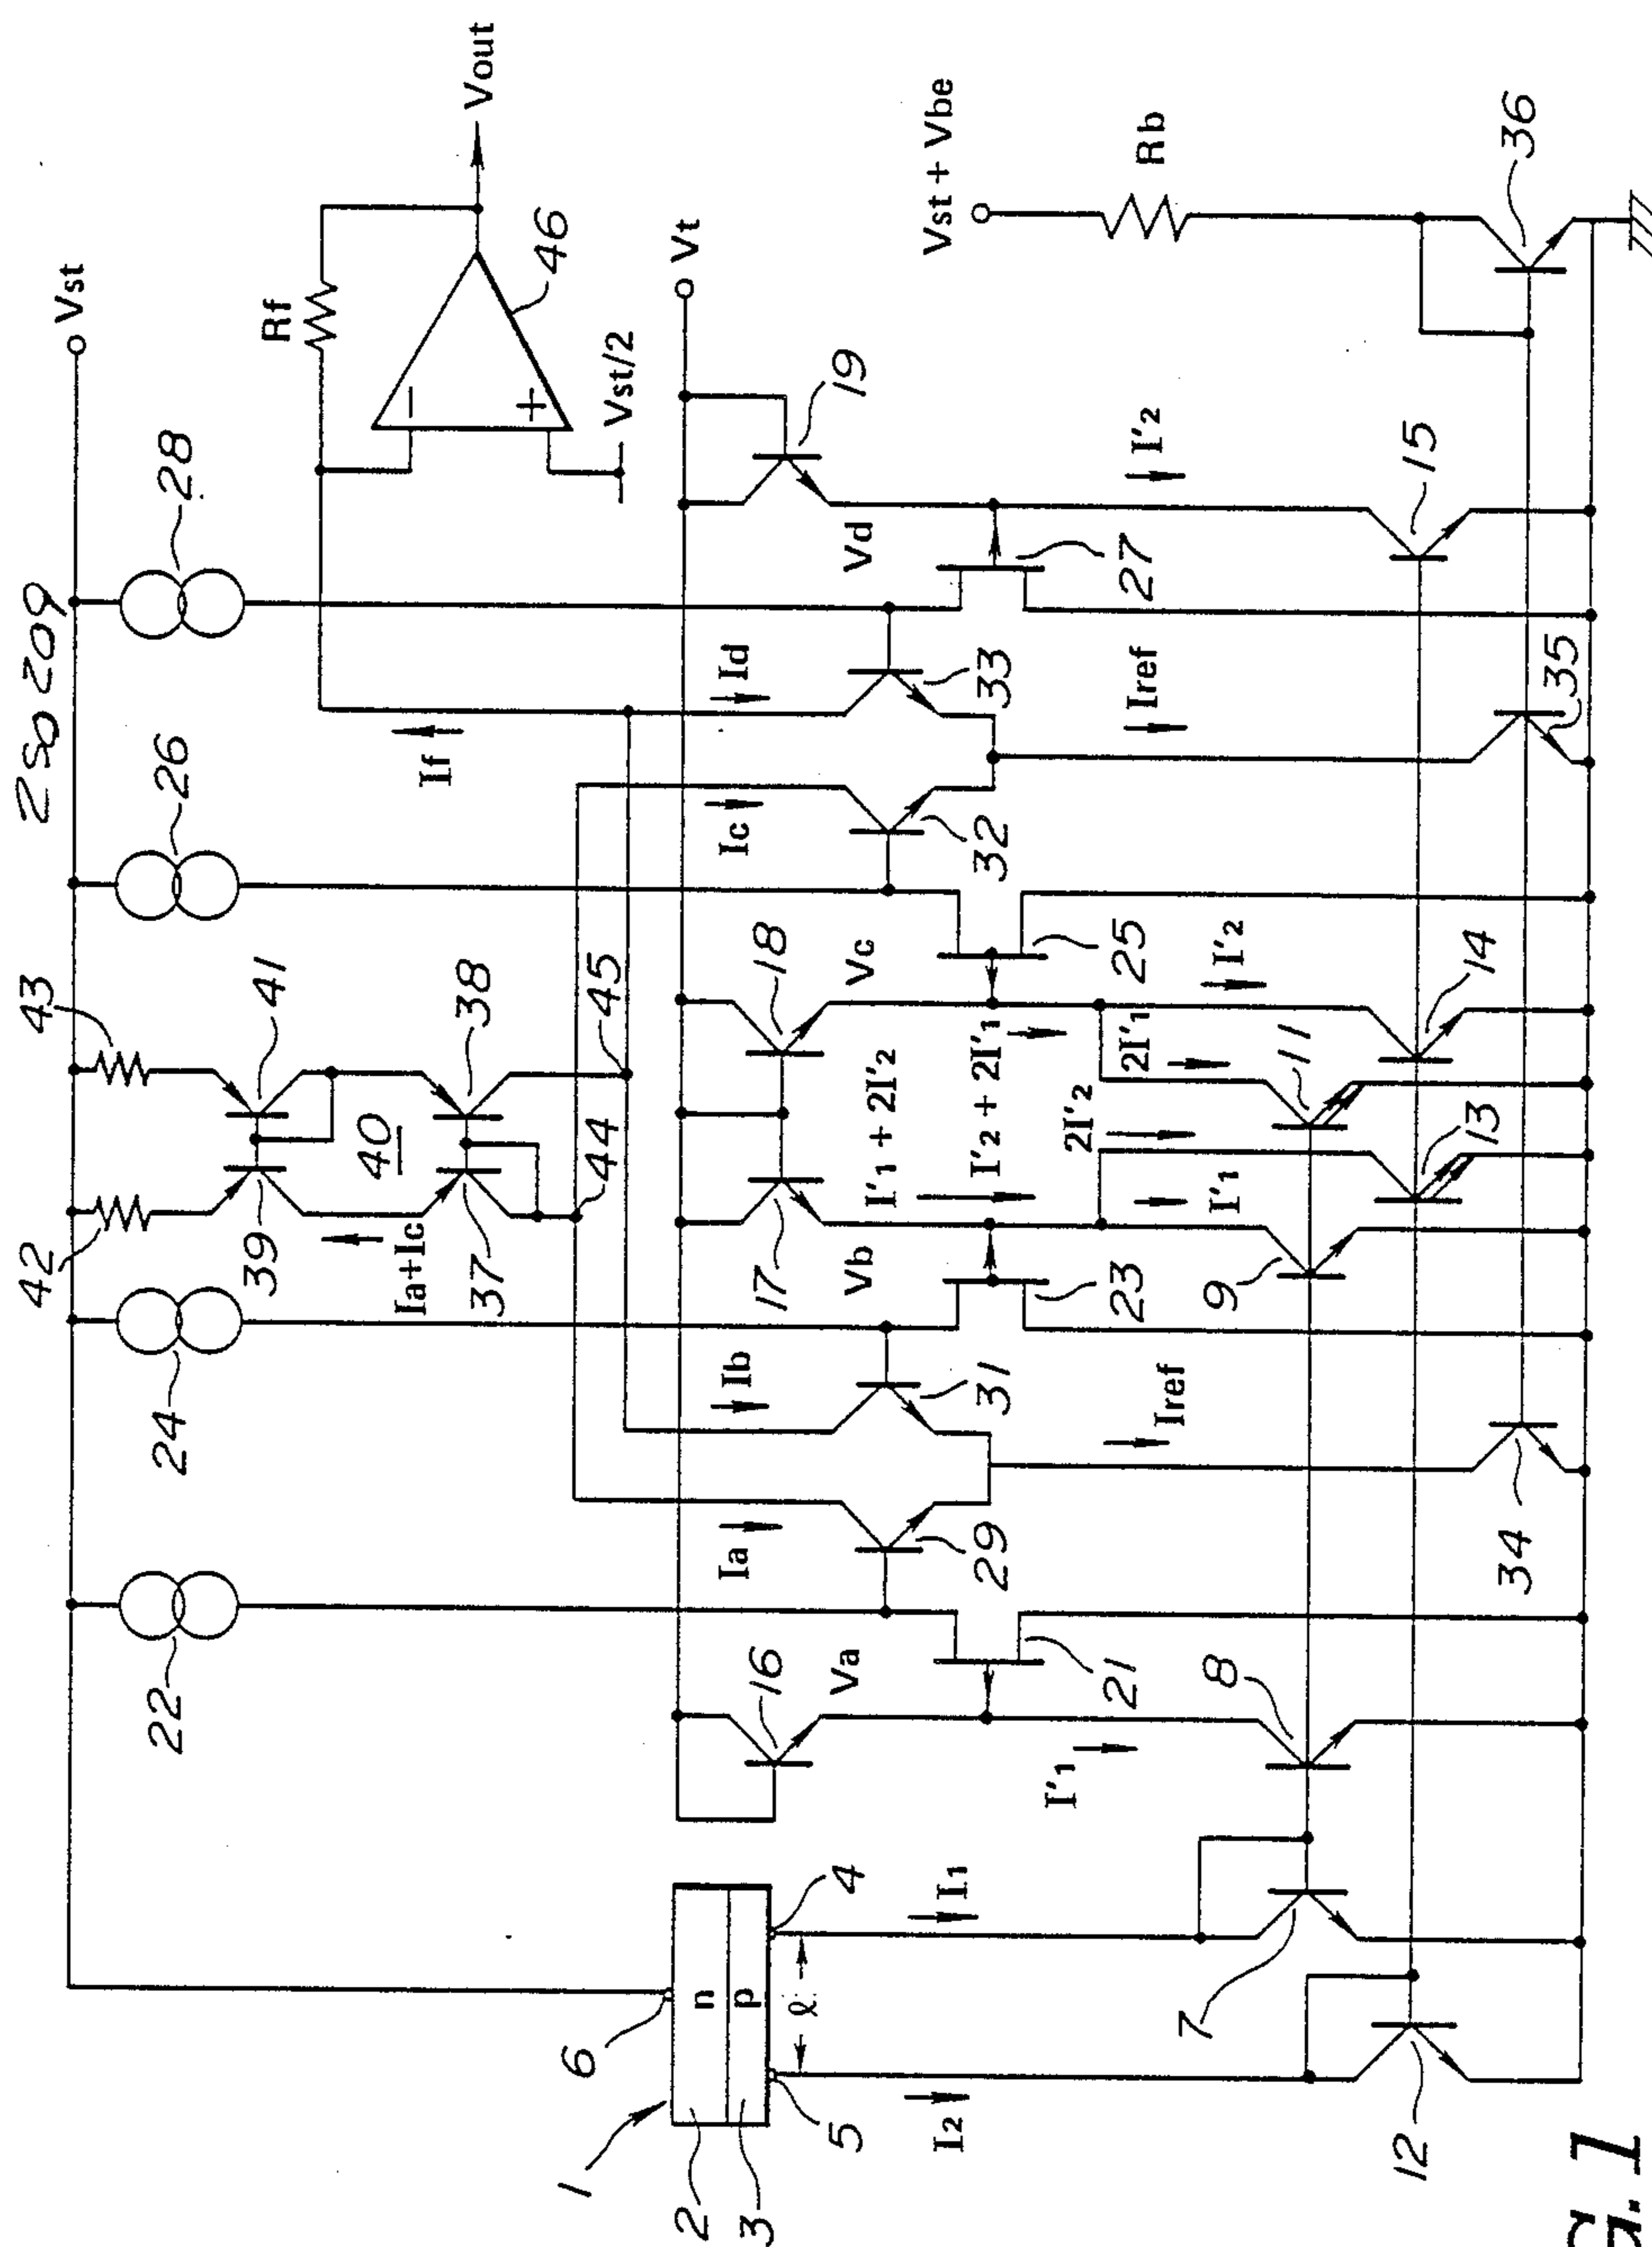 2so209
Vst
43
42
41
39
40
Ia+Ic
37
38
44
45
22
24
26
28
Rf
46
Vout
Vst/2
If
Vt
Ia
Ib
Ic
Id
29
31
32
33
16
17
18
19
Va
Vb
Vc
Vd
21
23
25
27
Vst + Vbe
Rb
1
2
3
n
p
6
5
4
ℓ
I2
I1
I'1
I'1 + 2I'2
I'2 + 2I'1
2I'2
2I'1
I'1
I'2
I'2
Iref
Iref
7
8
9
11
12
13
14
15
34
35
36
G. 1